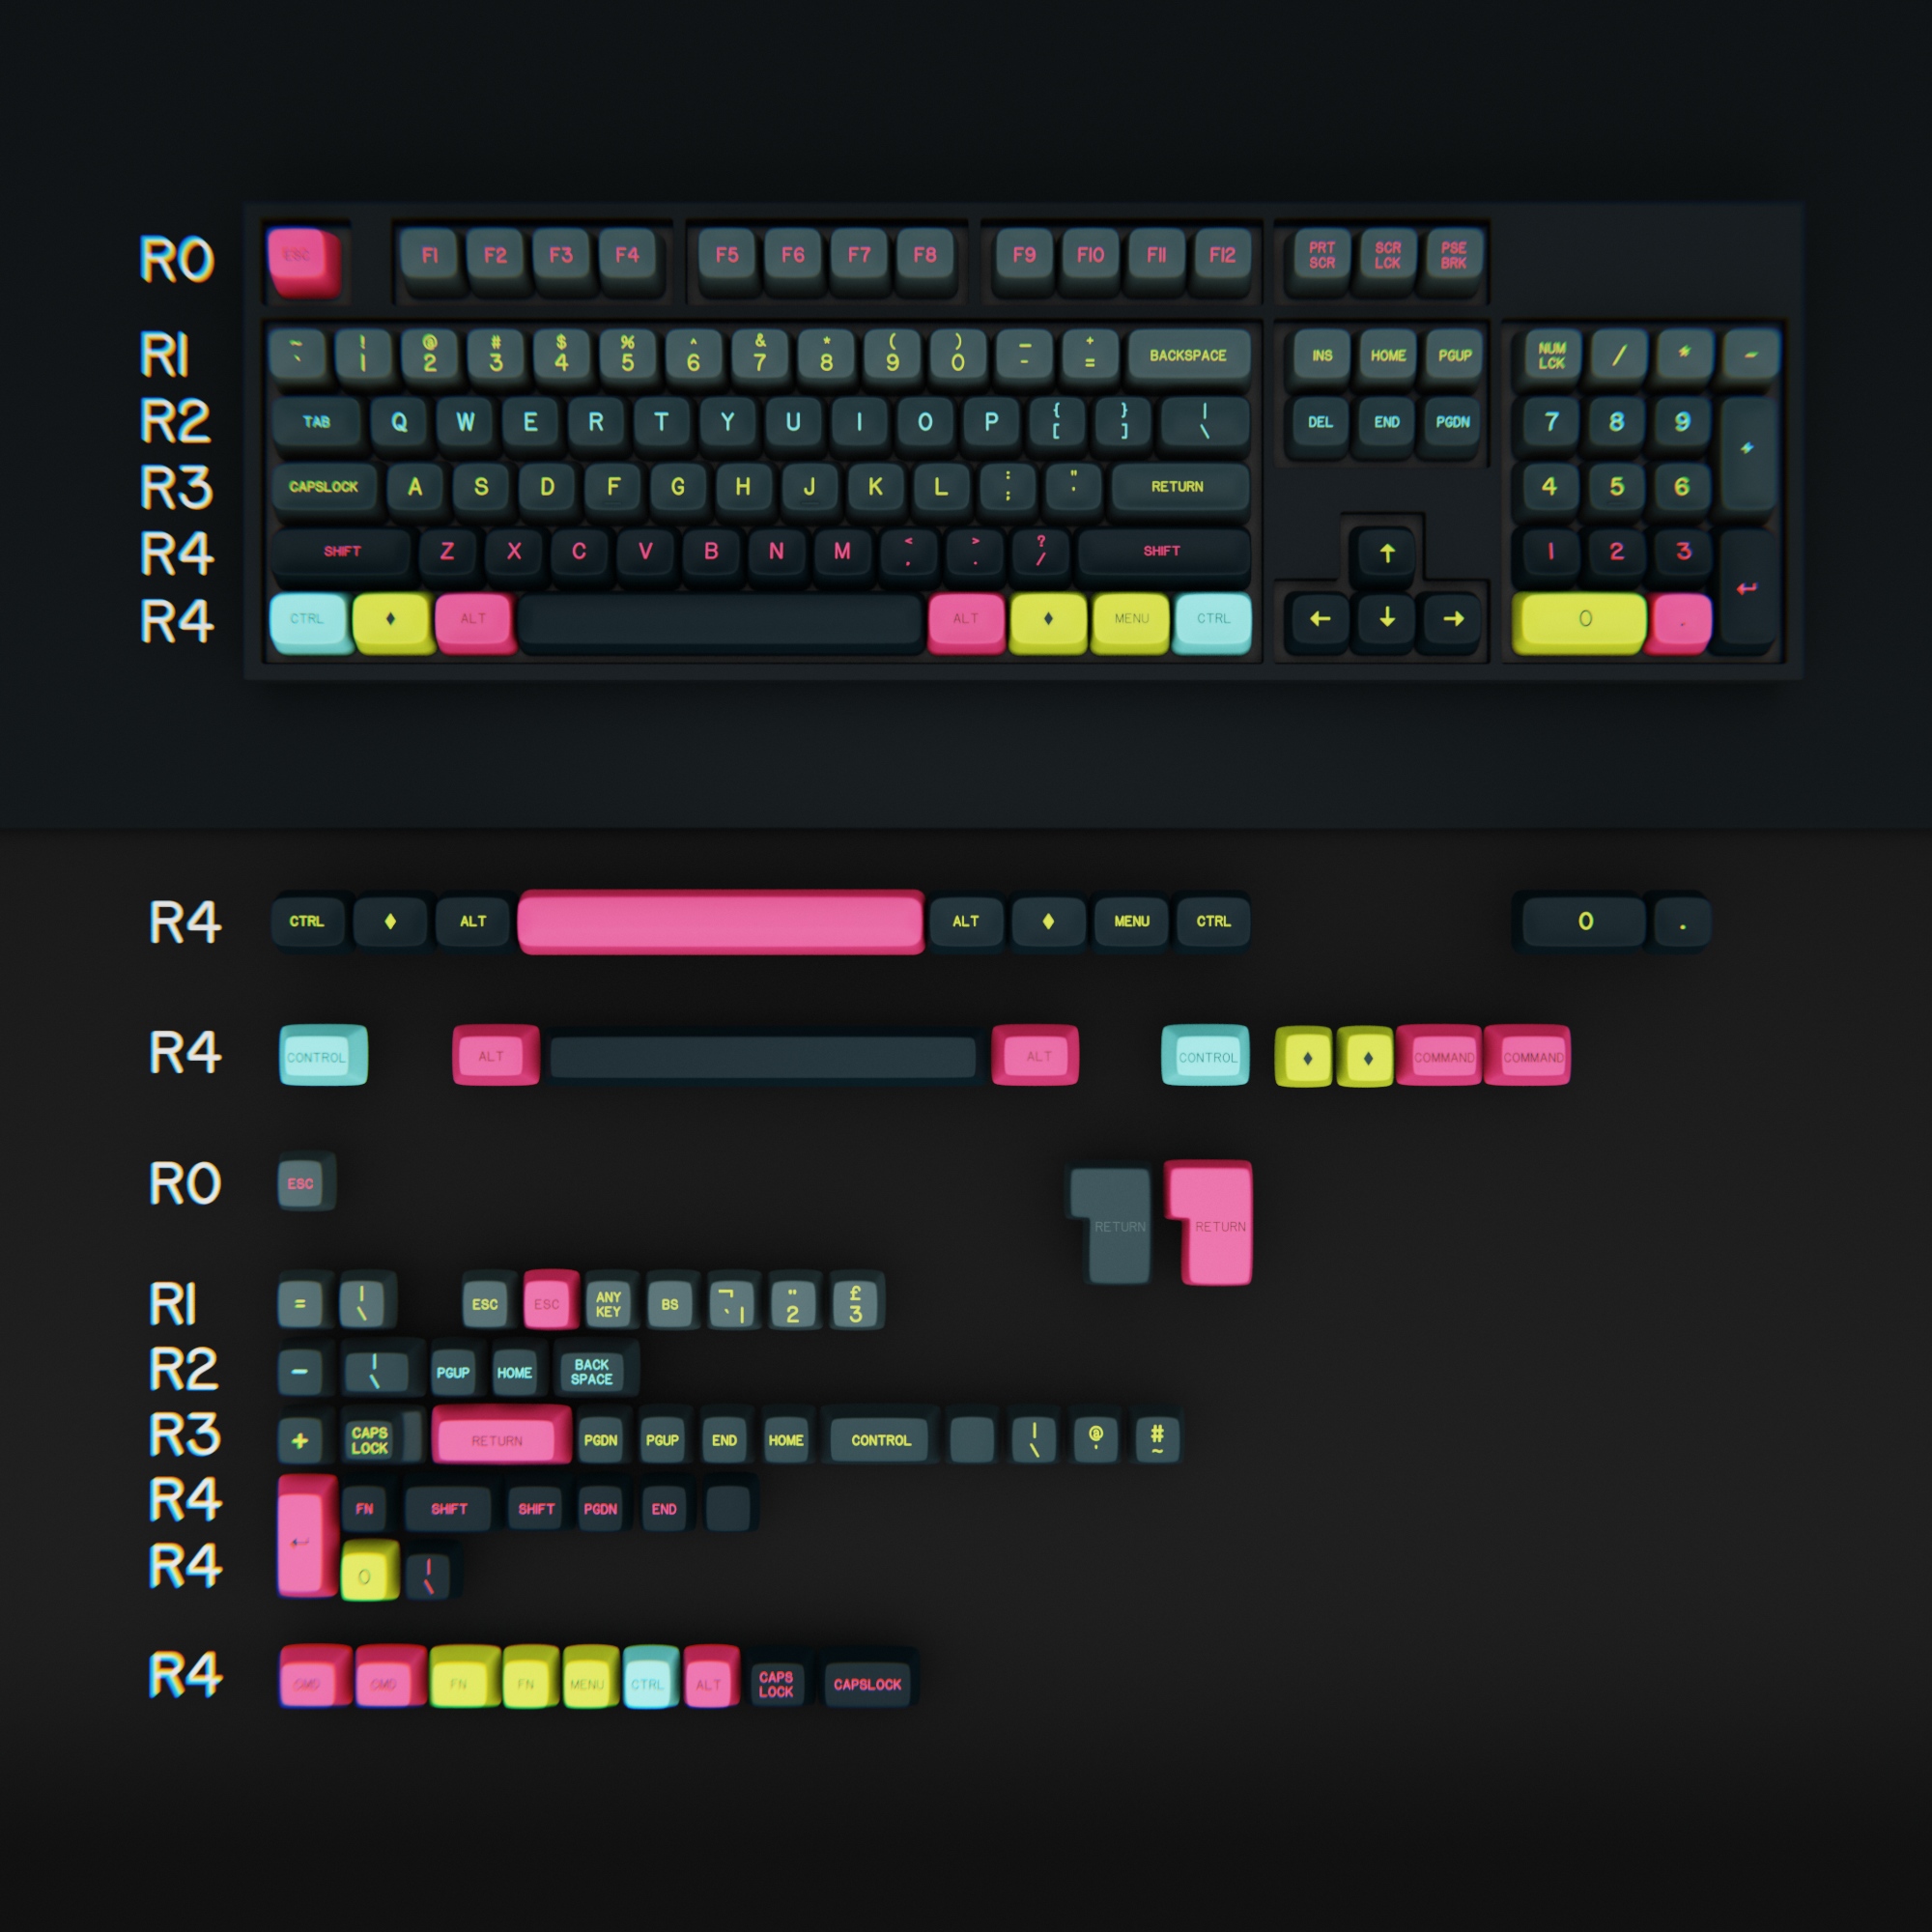 R0 ESC F1 F2 F3 F4 F5 F6 F7 F8 F9 F10 F11 F12 PRT SCR SCR LCK PSE BRK
R1 ~ ` ! 1 @ 2 # 3 $ 4 % 5 ^ 6 & 7 * 8 ( 9 ) 0 _ - + = BACKSPACE INS HOME PGUP NUM LCK / * -
R2 TAB Q W E R T Y U I O P { [ } ] | \ DEL END PGDN 7 8 9 +
R3 CAPSLOCK A S D F G H J K L : ; " ' RETURN 4 5 6
R4 SHIFT Z X C V B N M < , > . ? / SHIFT ↑ 1 2 3 ↵
R4 CTRL ♦ ALT ALT ♦ MENU CTRL ← ↓ → 0 .
R4 CTRL ♦ ALT ALT ♦ MENU CTRL 0 .
R4 CONTROL ALT ALT CONTROL ♦ ♦ COMMAND COMMAND
R0 ESC RETURN RETURN
R1 = | \ ESC ESC ANY KEY BS ¬ ` | " 2 £ 3
R2 - | \ PGUP HOME BACK SPACE
R3 + CAPS LOCK RETURN PGDN PGUP END HOME CONTROL | \ @ ' # ~
R4 ↵ FN SHIFT SHIFT PGDN END
R4 0 | \
R4 CMD CMD FN FN MENU CTRL ALT CAPS LOCK CAPSLOCK